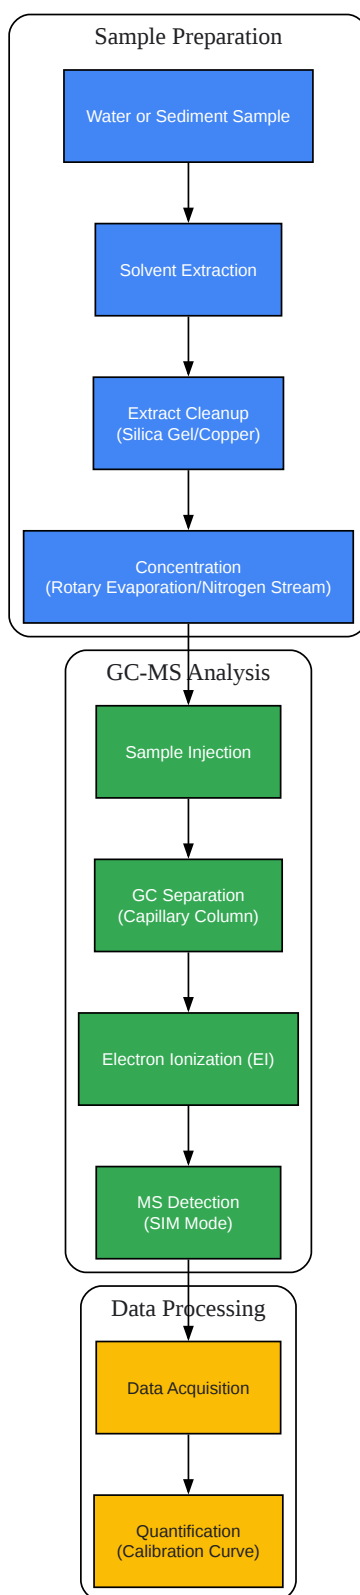 Sample Preparation
Water or Sediment Sample
Solvent Extraction
Extract Cleanup
(Silica Gel/Copper)
Concentration
(Rotary Evaporation/Nitrogen Stream)
GC-MS Analysis
Sample Injection
GC Separation
(Capillary Column)
Electron Ionization (EI)
MS Detection
(SIM Mode)
Data Processing
Data Acquisition
Quantification
(Calibration Curve)